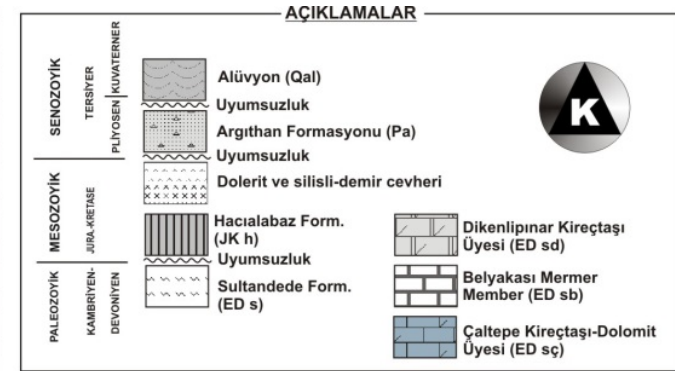 AÇIKLAMALAR
SENOZOYİK
TERSİYER
PLİYOSEN
KUVATERNER
Alüvyon (Qal)
Uyumsuzluk
Argıthan Formasyonu (Pa)
Uyumsuzluk
MESOZOYİK
JURA-KRETASE
Dolerit ve silisli-demir cevheri
Hacıalabaz Form.
(JK h)
Uyumsuzluk
PALEOZOYİK
KAMBRİYEN-
DEVONİYEN
Sultandede Form.
(ED s)
K
Dikenlipınar Kireçtaşı
Üyesi (ED sd)
Belyakası Mermer
Member (ED sb)
Çaltepe Kireçtaşı-Dolomit
Üyesi (ED sç)